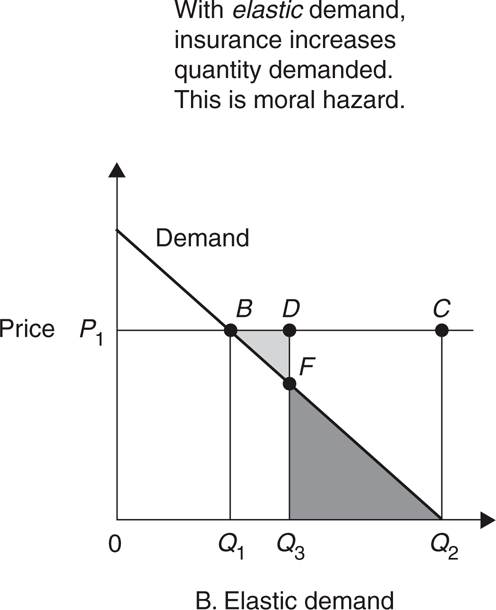 With elastic demand,
insurance increases
quantity demanded.
This is moral hazard.
Demand
B D C
Price P1
F
0 Q1 Q3 Q2
B. Elastic demand